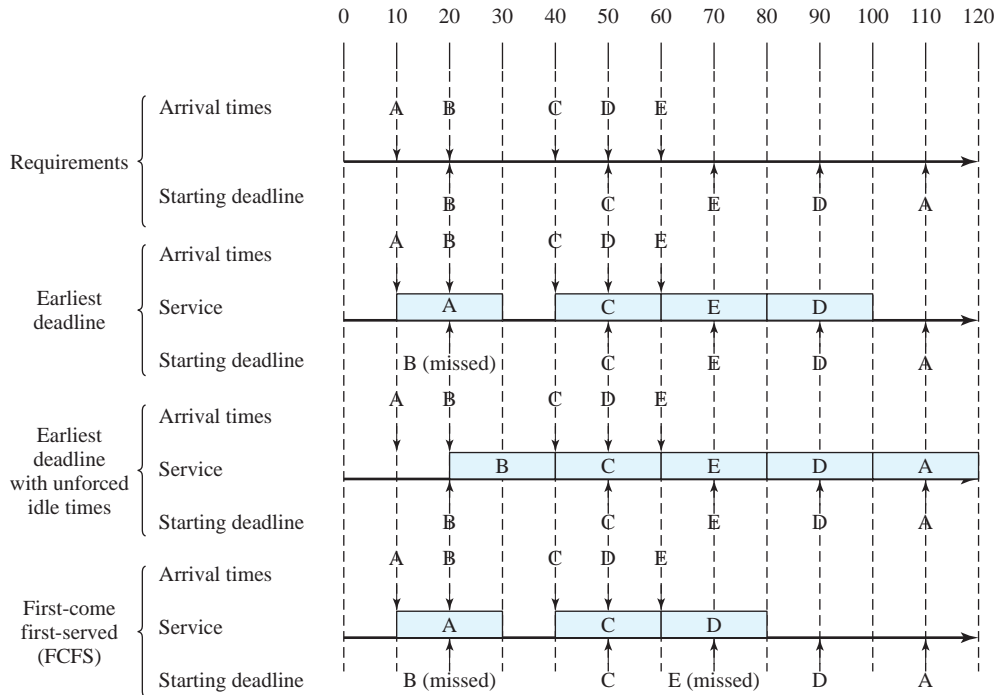 0 10 20 30 40 50 60 70 80 90 100 110 120
Requirements
Arrival times
A B C D E
Starting deadline
B C E D A
Earliest
deadline
Arrival times
A B C D E
Service
A C E D
Starting deadline
B (missed) C E D A
Earliest
deadline
with unforced
idle times
Arrival times
A B C D E
Service
B C E D A
Starting deadline
B C E D A
First-come
first-served
(FCFS)
Arrival times
A B C D E
Service
A C D
Starting deadline
B (missed) C E (missed) D A